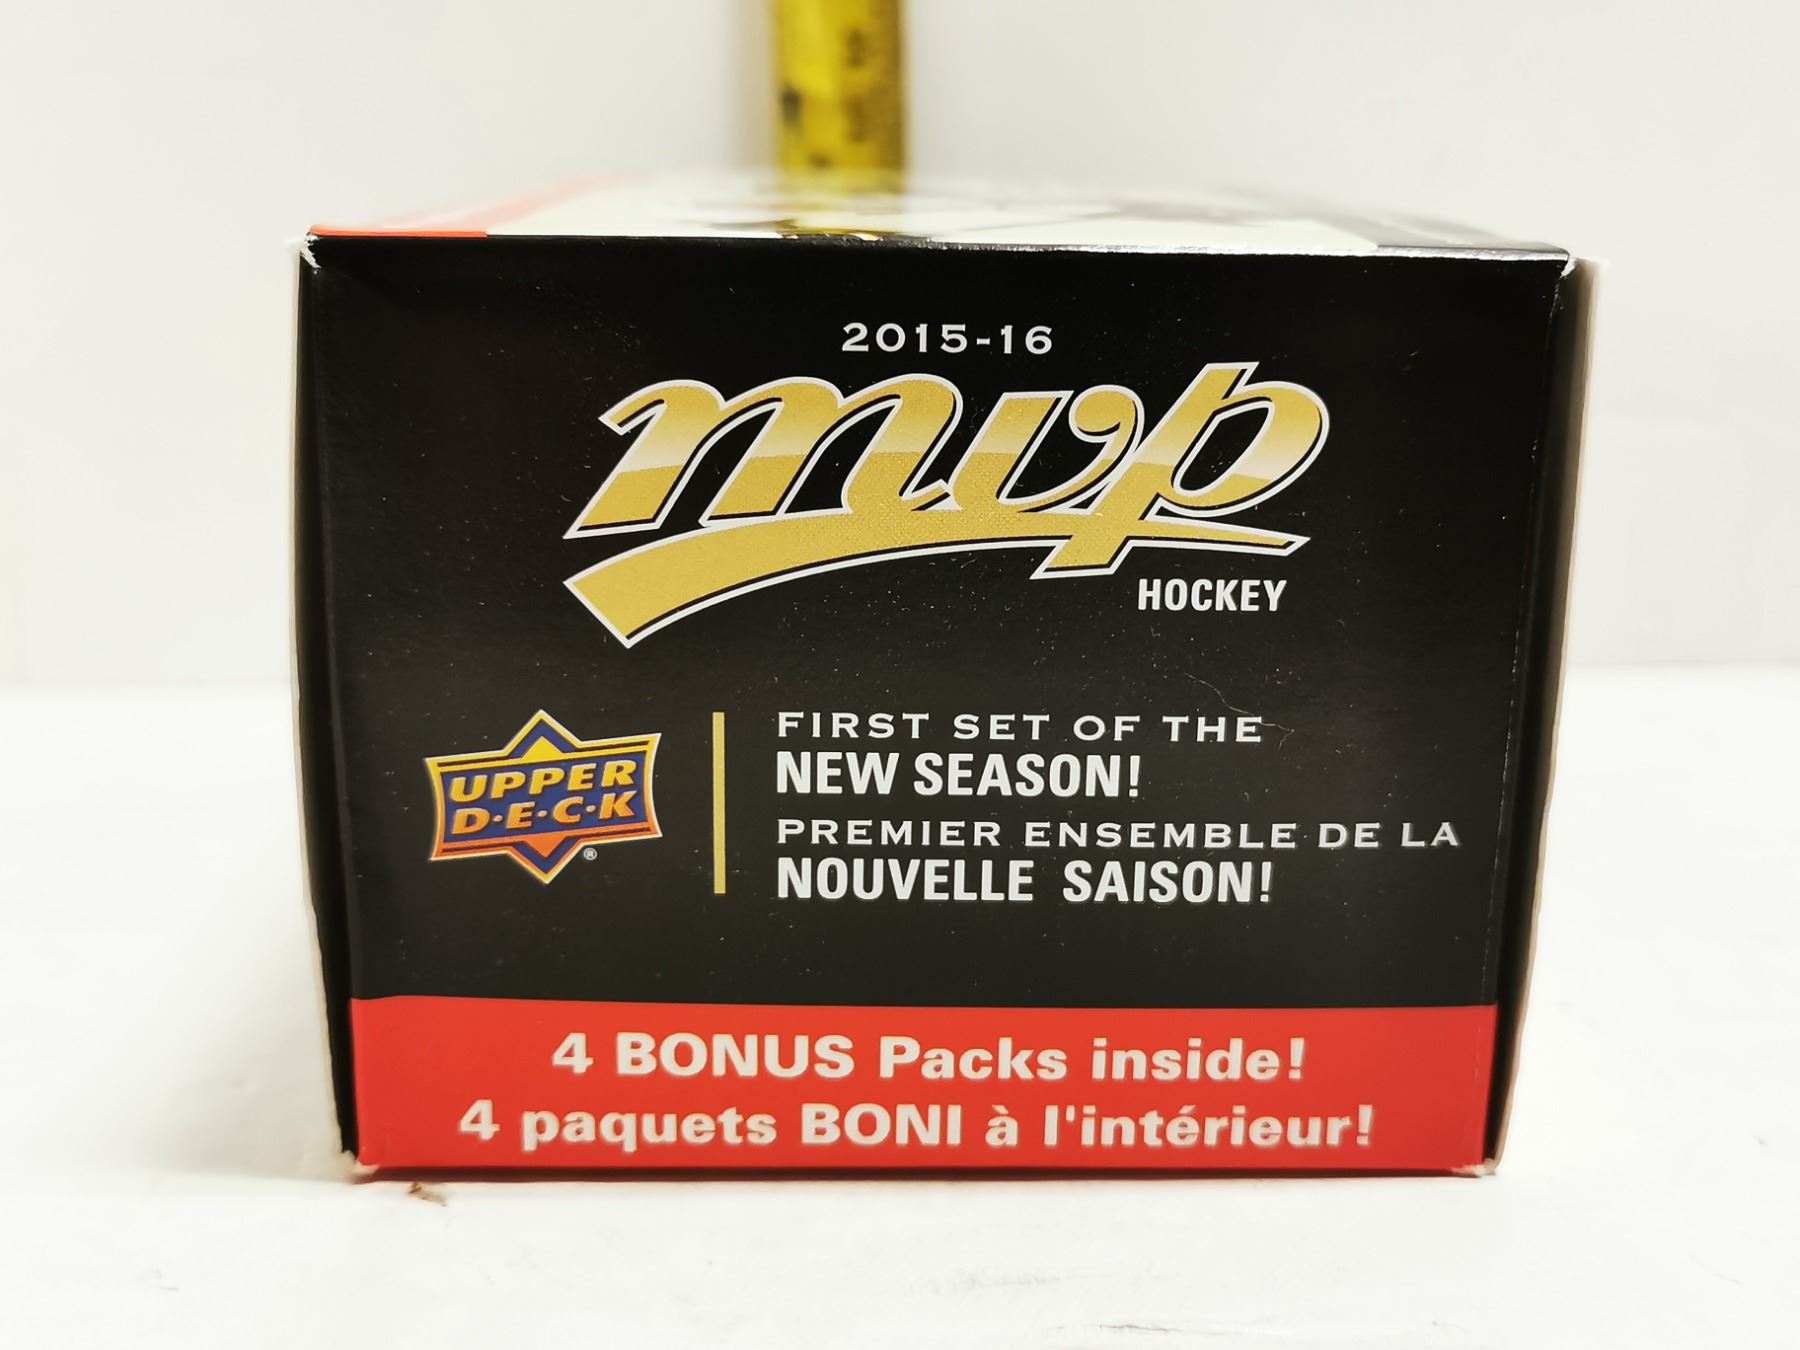 2015-16
mvp
HOCKEY
UPPER
D·E·C·K
®
FIRST SET OF THE
NEW SEASON!
PREMIER ENSEMBLE DE LA
NOUVELLE SAISON!
4 BONUS Packs inside!
4 paquets BONI à l'intérieur!